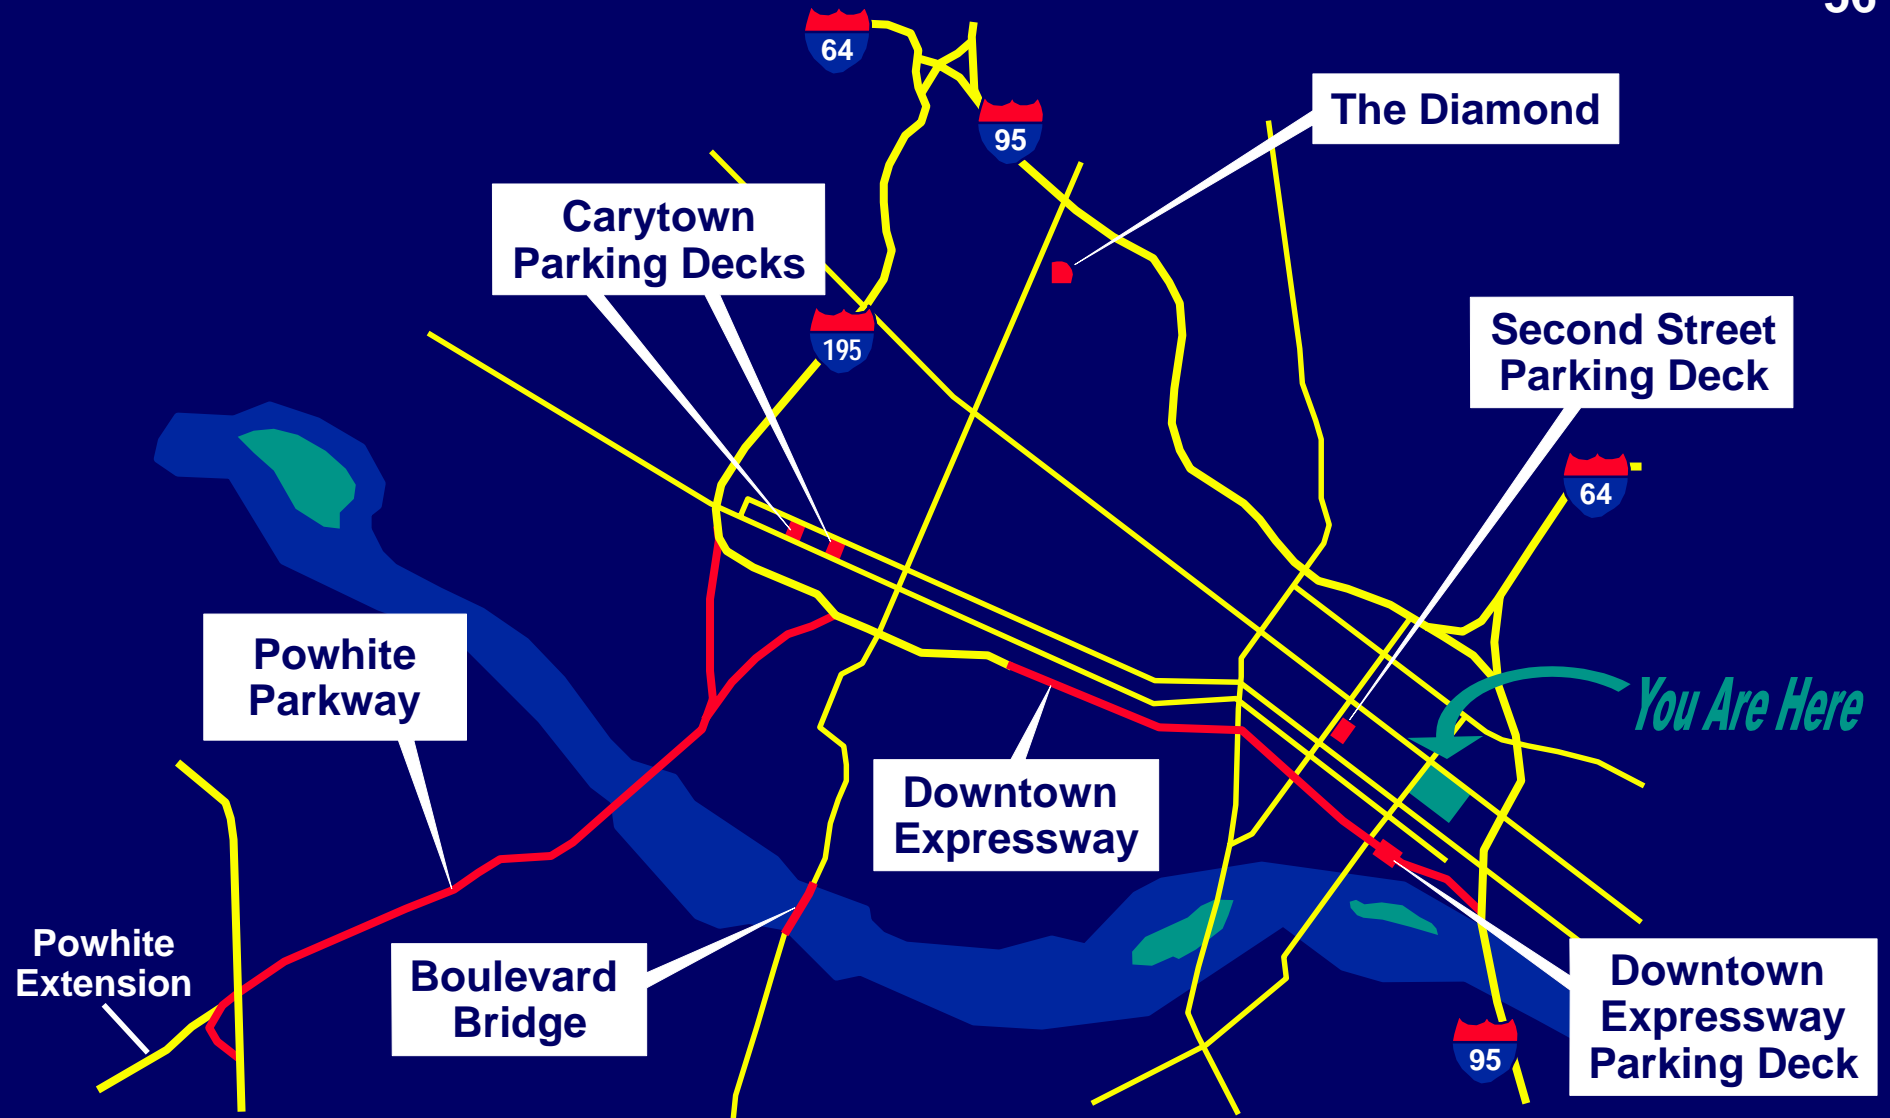 56
64
95
The Diamond
Carytown
Parking Decks
195
Second Street
Parking Deck
64
Powhite
Parkway
You Are Here
Downtown
Expressway
Powhite
Extension
Boulevard
Bridge
Downtown
Expressway
Parking Deck
95